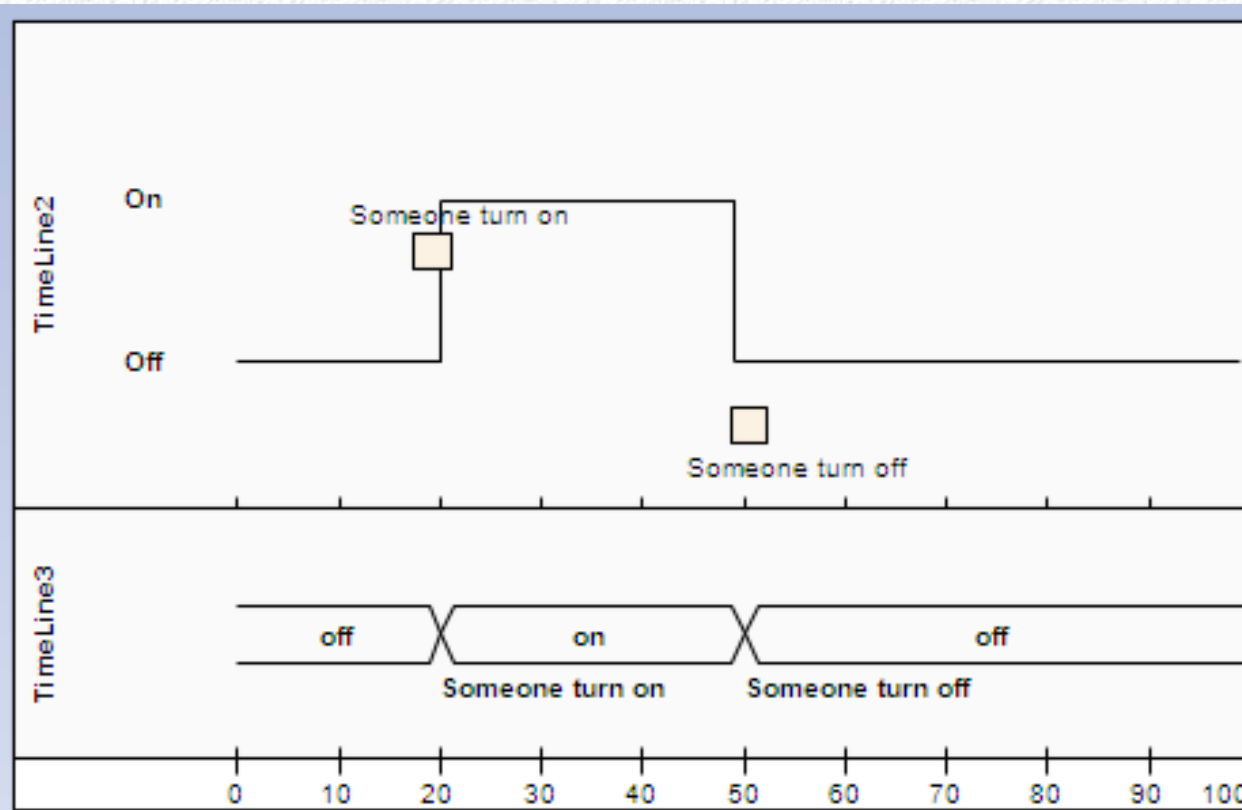 TimeLine2
On
Someone turn on
Off
Someone turn off
TimeLine3
off on off
Someone turn on Someone turn off
0 10 20 30 40 50 60 70 80 90 100